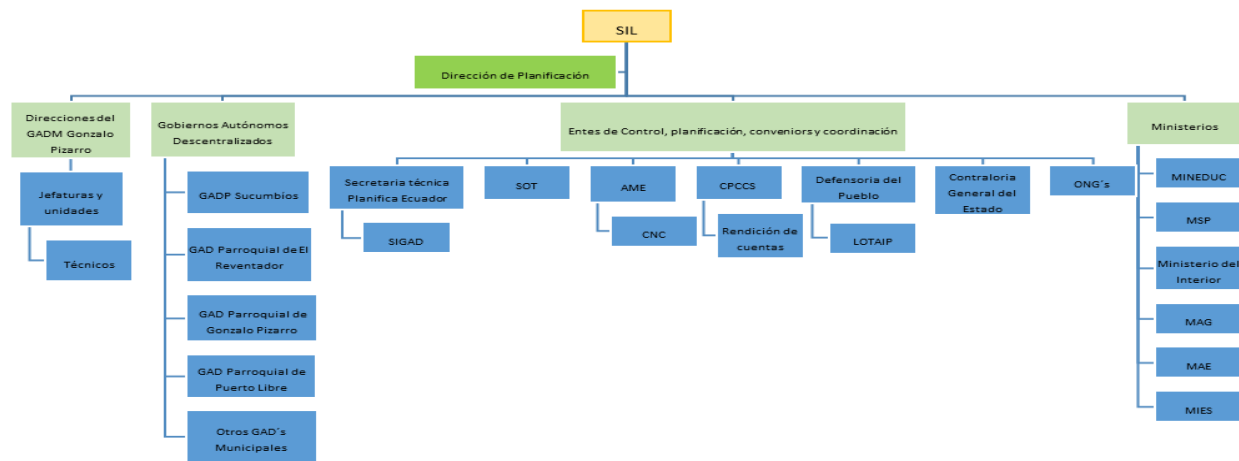 SIL
Dirección de Planificación
Direcciones del
GADM Gonzalo
Pizarro
Jefaturas y
unidades
Técnicos
Gobiernos Autónomos
Descentralizados
GADP Sucumbíos
GAD Parroquial de El
Reventador
GAD Parroquial de
Gonzalo Pizarro
GAD Parroquial de
Puerto Libre
Otros GAD´s
Municipales
Entes de Control, planificación, conveniors y coordinación
Secretaria técnica
Planifica Ecuador
SIGAD
SOT
AME
CNC
CPCCS
Rendición de
cuentas
Defensoria del
Pueblo
LOTAIP
Contraloria
General del
Estado
ONG´s
Ministerios
MINEDUC
MSP
Ministerio del
Interior
MAG
MAE
MIES